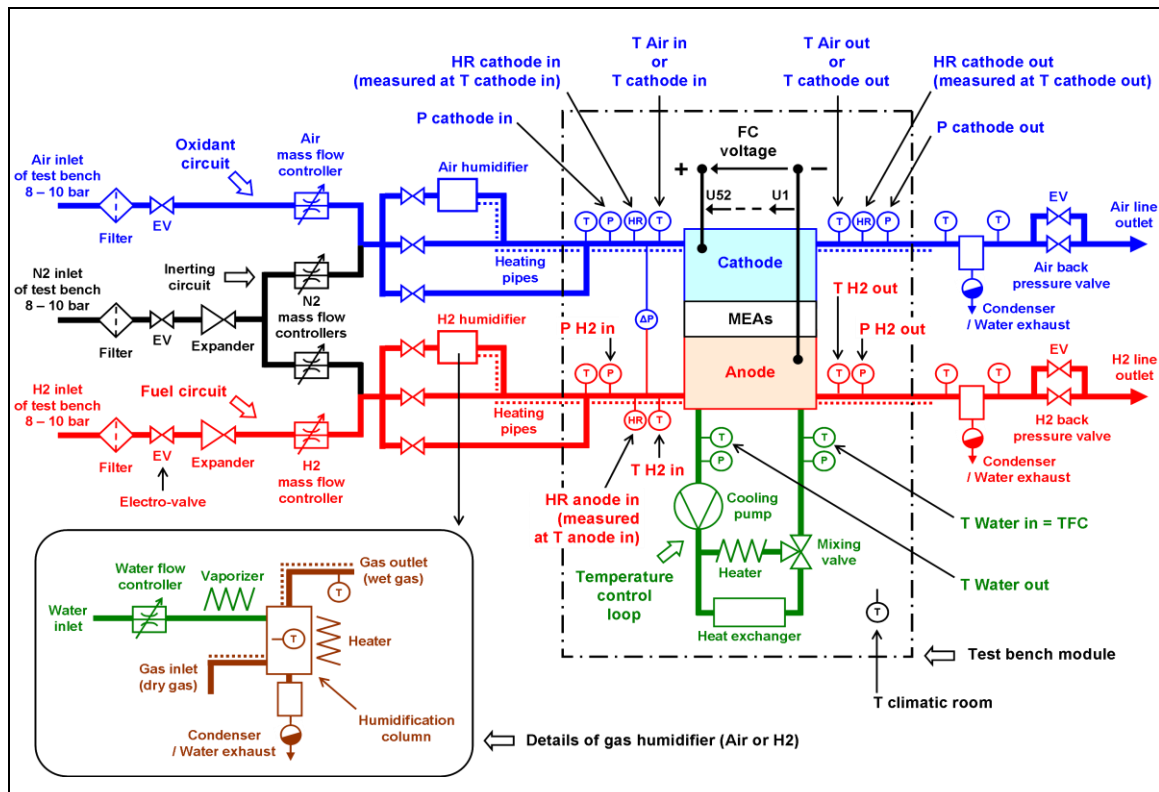 T Air in
or
T cathode in
T Air out
or
T cathode out
HR cathode in
(measured at T cathode in)
HR cathode out
(measured at T cathode out)
P cathode in
P cathode out
FC
voltage
+
–
U52
U1
Oxidant
circuit
Air
mass flow
controller
Air inlet
of test bench
8 – 10 bar
Filter
EV
Air humidifier
Heating
pipes
T
P
HR
T
T
HR
P
T
T
EV
Air line
outlet
Air back
pressure valve
Condenser
/ Water exhaust
Cathode
MEAs
Anode
ΔP
N2 inlet
of test bench
8 – 10 bar
Inerting
circuit
Filter
EV
Expander
N2
mass flow
controllers
H2 humidifier
P H2 in
T H2 out
P H2 out
H2 inlet
of test bench
8 – 10 bar
Fuel circuit
Filter
EV
Expander
H2
mass flow
controller
Electro-valve
Heating
pipes
T
P
HR
T
T H2 in
HR anode in
(measured
at T anode in)
T
P
T
T
EV
H2 line
outlet
H2 back
pressure valve
Condenser
/ Water exhaust
T
P
T
P
Cooling
pump
Mixing
valve
Heater
Heat exchanger
Temperature
control
loop
T Water in = TFC
T Water out
T
T climatic room
Test bench module
Water flow
controller
Vaporizer
Water
inlet
Gas outlet
(wet gas)
T
T
Heater
Gas inlet
(dry gas)
Humidification
column
Condenser
/ Water exhaust
Details of gas humidifier (Air or H2)